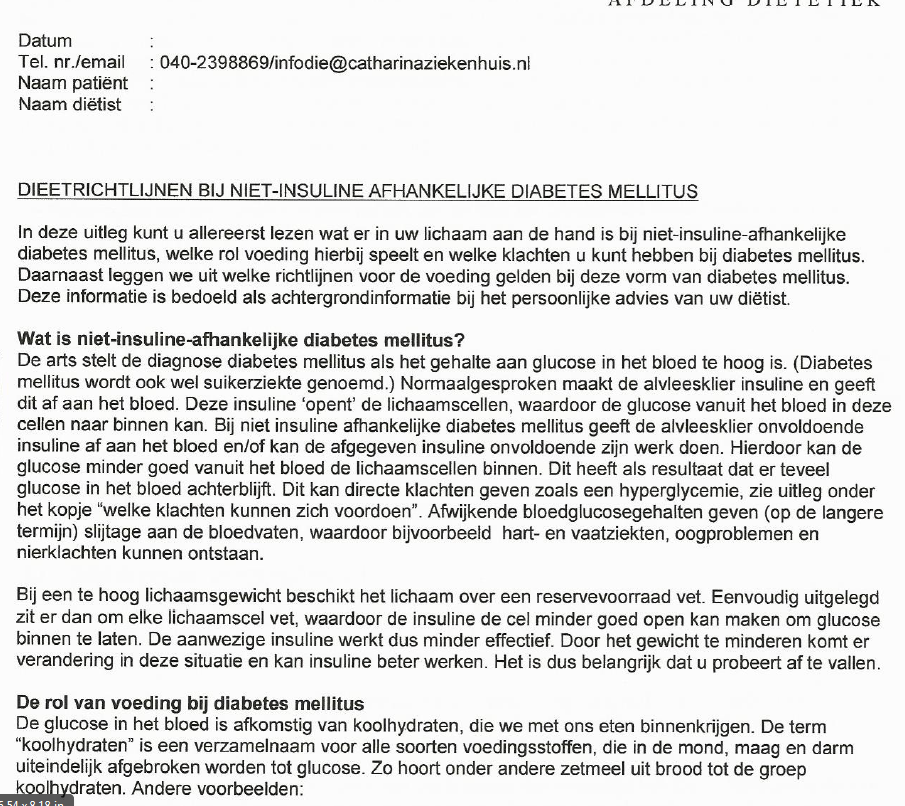 AFDELING DIËTETIEK
Datum :
Tel. nr./email : 040-2398869/infodie@catharinaziekenhuis.nl
Naam patiënt :
Naam diëtist :
DIEETRICHTLIJNEN BIJ NIET-INSULINE AFHANKELIJKE DIABETES MELLITUS
In deze uitleg kunt u allereerst lezen wat er in uw lichaam aan de hand is bij niet-insuline-afhankelijke
diabetes mellitus, welke rol voeding hierbij speelt en welke klachten u kunt hebben bij diabetes mellitus.
Daarnaast leggen we uit welke richtlijnen voor de voeding gelden bij deze vorm van diabetes mellitus.
Deze informatie is bedoeld als achtergrondinformatie bij het persoonlijke advies van uw diëtist.
Wat is niet-insuline-afhankelijke diabetes mellitus?
De arts stelt de diagnose diabetes mellitus als het gehalte aan glucose in het bloed te hoog is. (Diabetes
mellitus wordt ook wel suikerziekte genoemd.) Normaalgesproken maakt de alvleesklier insuline en geeft
dit af aan het bloed. Deze insuline ‘opent’ de lichaamscellen, waardoor de glucose vanuit het bloed in deze
cellen naar binnen kan. Bij niet insuline afhankelijke diabetes mellitus geeft de alvleesklier onvoldoende
insuline af aan het bloed en/of kan de afgegeven insuline onvoldoende zijn werk doen. Hierdoor kan de
glucose minder goed vanuit het bloed de lichaamscellen binnen. Dit heeft als resultaat dat er teveel
glucose in het bloed achterblijft. Dit kan directe klachten geven zoals een hyperglycemie, zie uitleg onder
het kopje “welke klachten kunnen zich voordoen”. Afwijkende bloedglucosegehalten geven (op de langere
termijn) slijtage aan de bloedvaten, waardoor bijvoorbeeld hart- en vaatziekten, oogproblemen en
nierklachten kunnen ontstaan.
Bij een te hoog lichaamsgewicht beschikt het lichaam over een reservevoorraad vet. Eenvoudig uitgelegd
zit er dan om elke lichaamscel vet, waardoor de insuline de cel minder goed open kan maken om glucose
binnen te laten. De aanwezige insuline werkt dus minder effectief. Door het gewicht te minderen komt er
verandering in deze situatie en kan insuline beter werken. Het is dus belangrijk dat u probeert af te vallen.
De rol van voeding bij diabetes mellitus
De glucose in het bloed is afkomstig van koolhydraten, die we met ons eten binnenkrijgen. De term
“koolhydraten” is een verzamelnaam voor alle soorten voedingsstoffen, die in de mond, maag en darm
uiteindelijk afgebroken worden tot glucose. Zo hoort onder andere zetmeel uit brood tot de groep
koolhydraten. Andere voorbeelden: